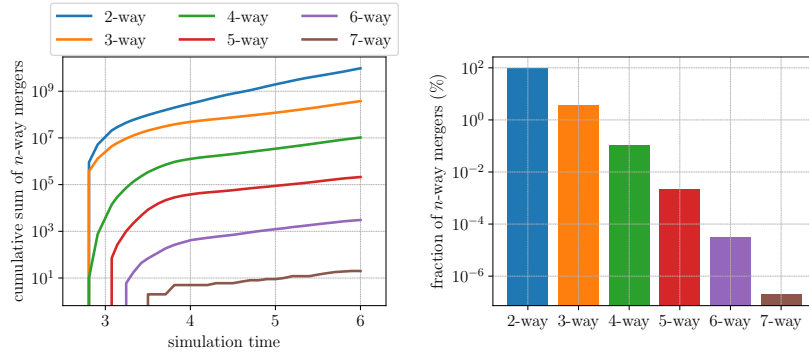 2-way 4-way 6-way
3-way 5-way 7-way
cumulative sum of n-way mergers
10^9
10^7
10^5
10^3
10^1
3 4 5 6
simulation time
fraction of n-way mergers (%)
10^2
10^0
10^−2
10^−4
10^−6
2-way 3-way 4-way 5-way 6-way 7-way